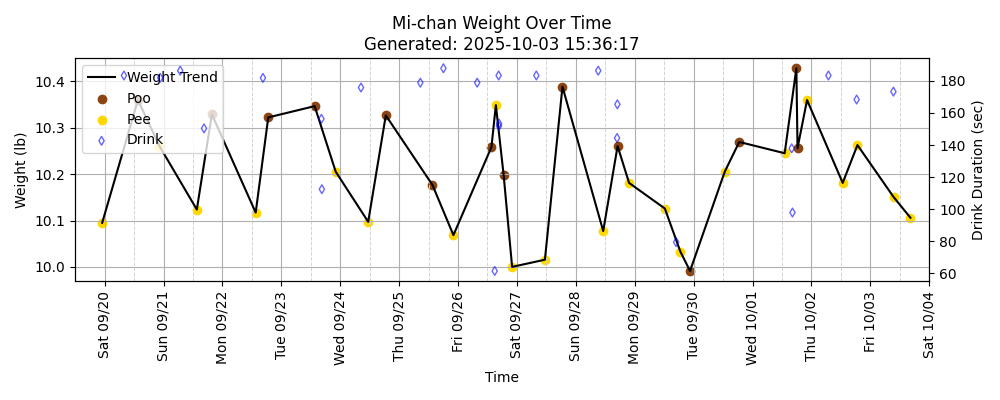 Mi-chan Weight Over Time
Generated: 2025-10-03 15:36:17
Weight (lb)
10.4
10.3
10.2
10.1
10.0
Weight Trend
Poo
Pee
Drink
180
160
140
120
100
80
60
Drink Duration (sec)
Sat 09/20
Sun 09/21
Mon 09/22
Tue 09/23
Wed 09/24
Thu 09/25
Fri 09/26
Sat 09/27
Sun 09/28
Mon 09/29
Tue 09/30
Wed 10/01
Thu 10/02
Fri 10/03
Sat 10/04
Time